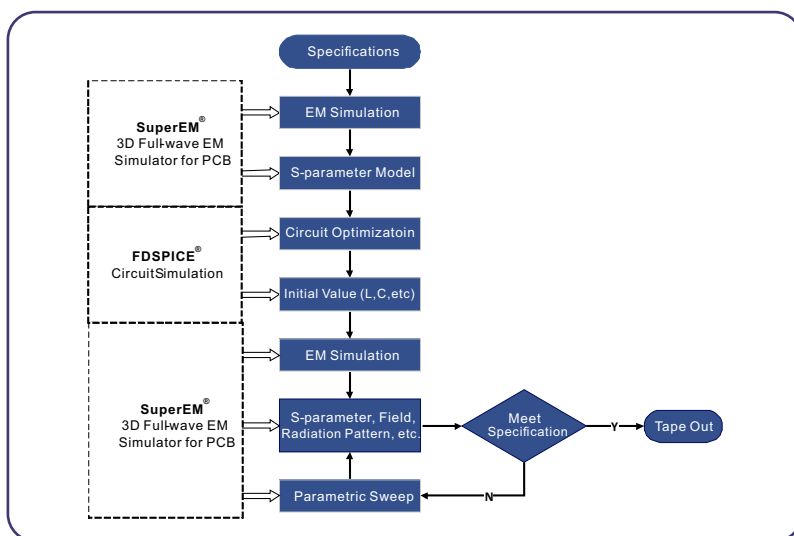 Specifications
SuperEM®
3D Full-wave EM
Simulator for PCB
EM Simulation
S-parameter Model
FDSPICE®
CircuitSimulation
Circuit Optimizatoin
Initial Value (L,C,etc)
SuperEM®
3D Full-wave EM
Simulator for PCB
EM Simulation
S-parameter, Field,
Radiation Pattern, etc.
Meet
Specification
Y
Tape Out
N
Parametric Sweep